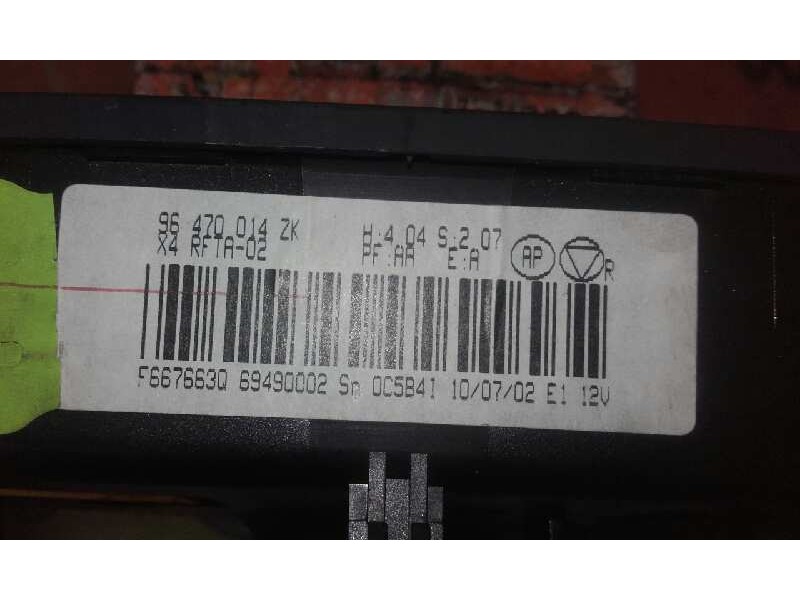 96 470 014 ZK H:4.04 S:2.07
X4 RFTA-02 PF:AA E:A AP R
F667663Q 69490002 Sp 0C5B41 10/07/02 E1 12V